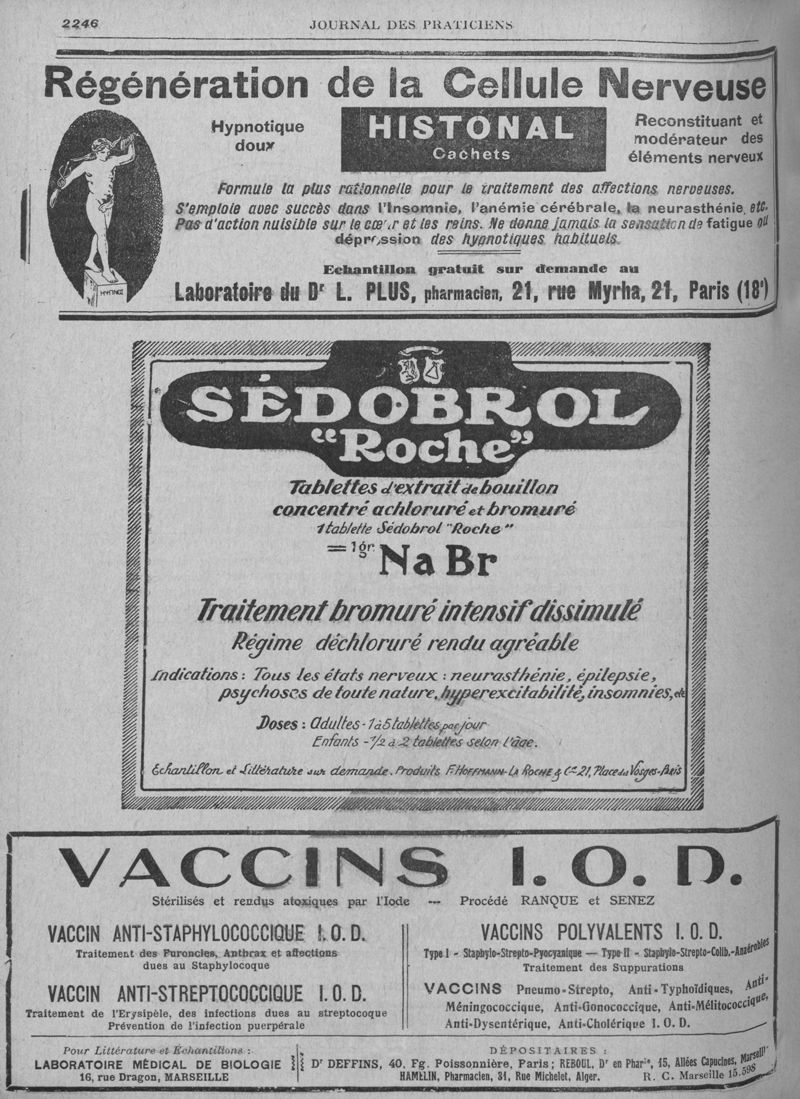 2246
JOURNAL DES PRATICIENS
Régénération de la Cellule Nerveuse
Hypnotique
doux
HISTONAL
Cachets
Reconstituant et
modérateur des
éléments nerveux
Formule la plus rationnelle pour le traitement des affections nerveuses.
S'emploie avec succès dans l'Insomnie, l'anémie cérébrale, la neurasthénie, etc.
Pas d'action nuisible sur le cœur et les reins. Ne donne jamais la sensation de fatigue ou
dépression des hypnotiques habituels.
Echantillon gratuit sur demande au
Laboratoire du Dr L. PLUS, pharmacien, 21, rue Myrha, 21, Paris (18e)
SÉDOBROL
"Roche"
Tablettes d'extrait de bouillon
concentré achloruré et bromuré
1 tablette Sédobrol "Roche"
= 1gr. NaBr
Traitement bromuré intensif dissimulé
Régime déchloruré rendu agréable
Indications : Tous les états nerveux : neurasthénie, épilepsie,
psychoses de toute nature, hyperexcitabilité, insomnies, etc
Doses : Adultes - 1 à 5 tablettes par jour
Enfants - 1/2 à 2 tablettes selon l'âge.
Échantillon et Littérature sur demande. Produits F. HOFFMANN-LA ROCHE & Cie 21, Place des Vosges-Paris
VACCINS I. O. D.
Stérilisés et rendus atoxiques par l'Iode — Procédé RANQUE et SENEZ
VACCIN ANTI-STAPHYLOCOCCIQUE I. O. D.
Traitement des Furoncles, Anthrax et affections
dues au Staphylocoque
VACCIN ANTI-STREPTOCOCCIQUE I. O. D.
Traitement de l'Erysipèle, des infections dues au streptocoque
Prévention de l'infection puerpérale
VACCINS POLYVALENTS I. O. D.
Type I - Staphylo-Strepto-Pyocyanique — Type II - Staphylo-Strepto-Colib.-Anaérobies
Traitement des Suppurations
VACCINS Pneumo-Strepto, Anti-Typhoïdiques, Anti-
Méningococcique, Anti-Gonococcique, Anti-Mélitococcique,
Anti-Dysentérique, Anti-Cholérique I. O. D.
Pour Littérature et Échantillons :
LABORATOIRE MÉDICAL DE BIOLOGIE
16, rue Dragon, MARSEILLE
DÉPOSITAIRES :
Dr DEFFINS, 40, Fg. Poissonnière, Paris ; REBOUL, Dr en Pharie, 15, Allées Capucines, Marseille
HAMELIN, Pharmacien, 31, Rue Michelet, Alger. R. C. Marseille 15.598